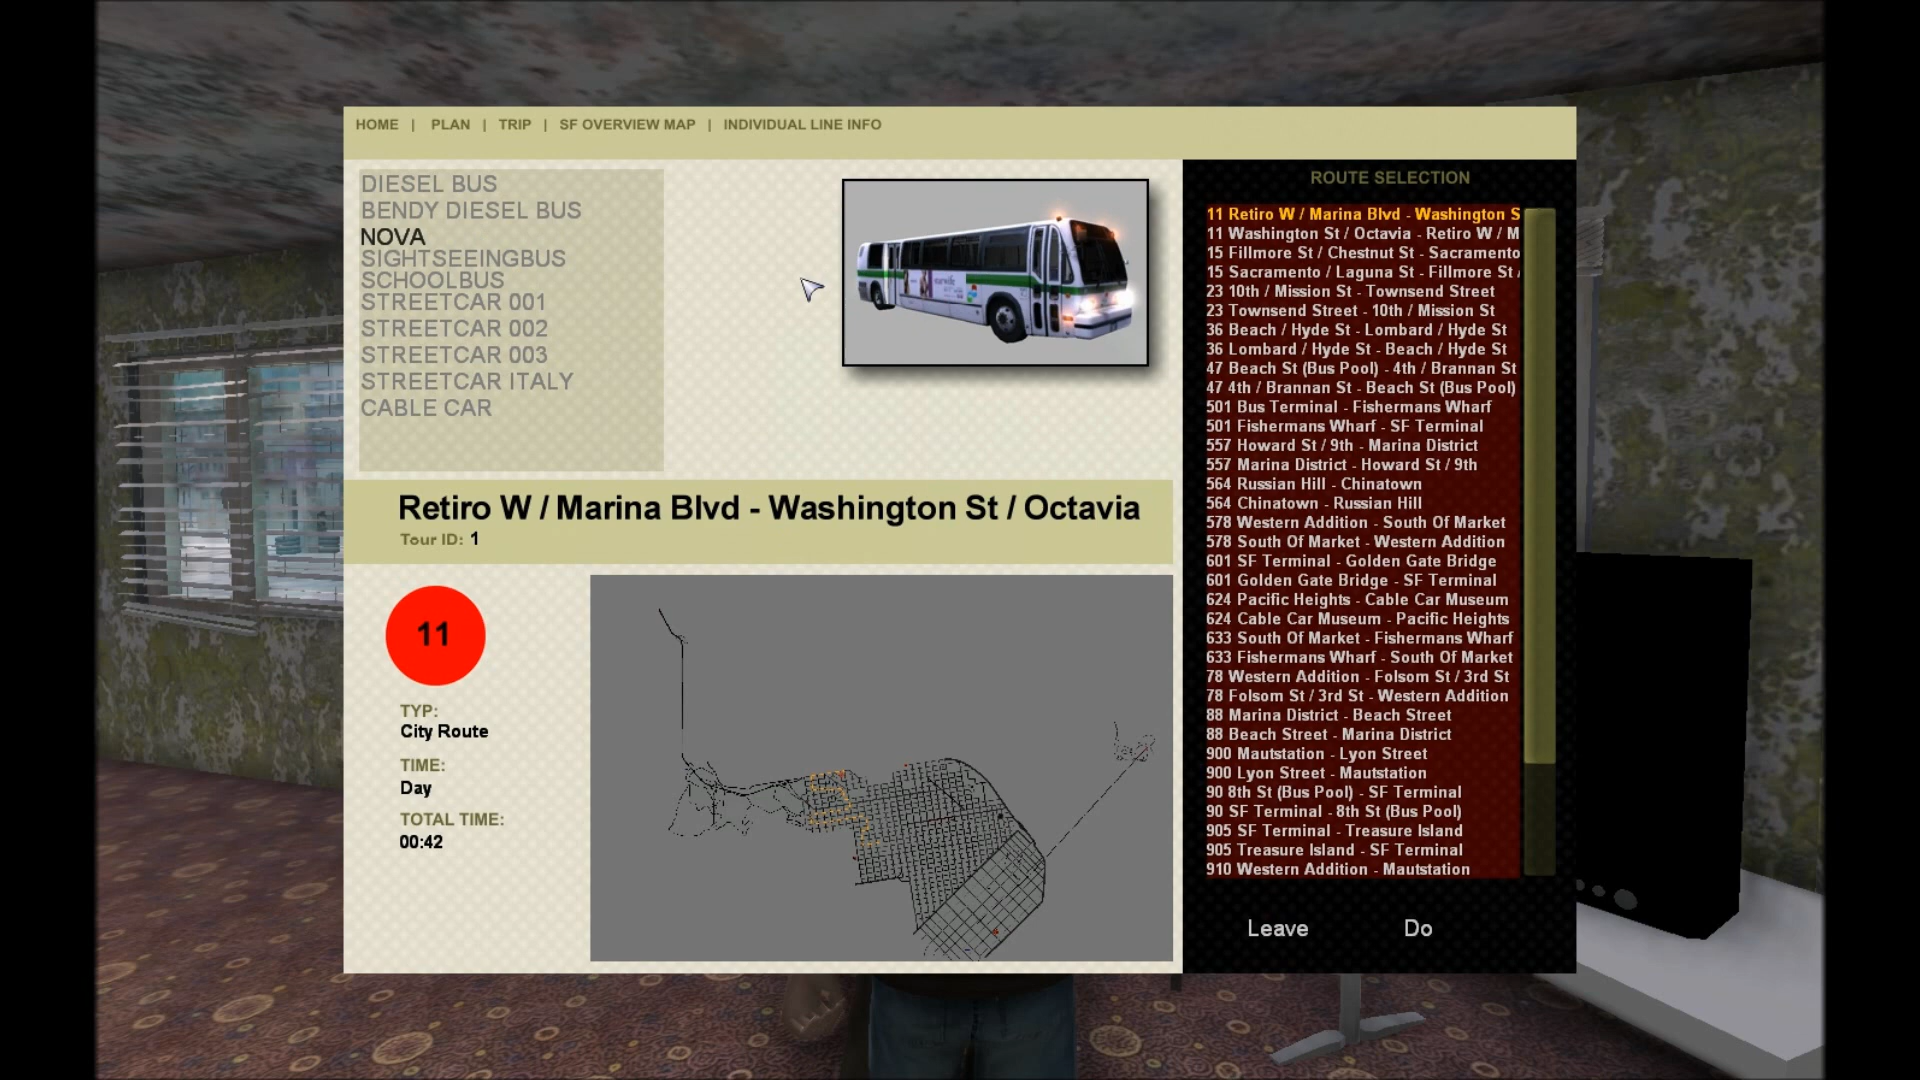 HOME | PLAN | TRIP | SF OVERVIEW MAP | INDIVIDUAL LINE INFO
DIESEL BUS
BENDY DIESEL BUS
NOVA
SIGHTSEEINGBUS
SCHOOLBUS
STREETCAR 001
STREETCAR 002
STREETCAR 003
STREETCAR ITALY
CABLE CAR
Retiro W / Marina Blvd - Washington St / Octavia
Tour ID: 1
11
TYP:
City Route
TIME:
Day
TOTAL TIME:
00:42
ROUTE SELECTION
11 Retiro W / Marina Blvd - Washington S
11 Washington St / Octavia - Retiro W / M
15 Fillmore St / Chestnut St - Sacramento
15 Sacramento / Laguna St - Fillmore St /
23 10th / Mission St - Townsend Street
23 Townsend Street - 10th / Mission St
36 Beach / Hyde St - Lombard / Hyde St
36 Lombard / Hyde St - Beach / Hyde St
47 Beach St (Bus Pool) - 4th / Brannan St
47 4th / Brannan St - Beach St (Bus Pool)
501 Bus Terminal - Fishermans Wharf
501 Fishermans Wharf - SF Terminal
557 Howard St / 9th - Marina District
557 Marina District - Howard St / 9th
564 Russian Hill - Chinatown
564 Chinatown - Russian Hill
578 Western Addition - South Of Market
578 South Of Market - Western Addition
601 SF Terminal - Golden Gate Bridge
601 Golden Gate Bridge - SF Terminal
624 Pacific Heights - Cable Car Museum
624 Cable Car Museum - Pacific Heights
633 South Of Market - Fishermans Wharf
633 Fishermans Wharf - South Of Market
78 Western Addition - Folsom St / 3rd St
78 Folsom St / 3rd St - Western Addition
88 Marina District - Beach Street
88 Beach Street - Marina District
900 Mautstation - Lyon Street
900 Lyon Street - Mautstation
90 8th St (Bus Pool) - SF Terminal
90 SF Terminal - 8th St (Bus Pool)
905 SF Terminal - Treasure Island
905 Treasure Island - SF Terminal
910 Western Addition - Mautstation
Leave Do